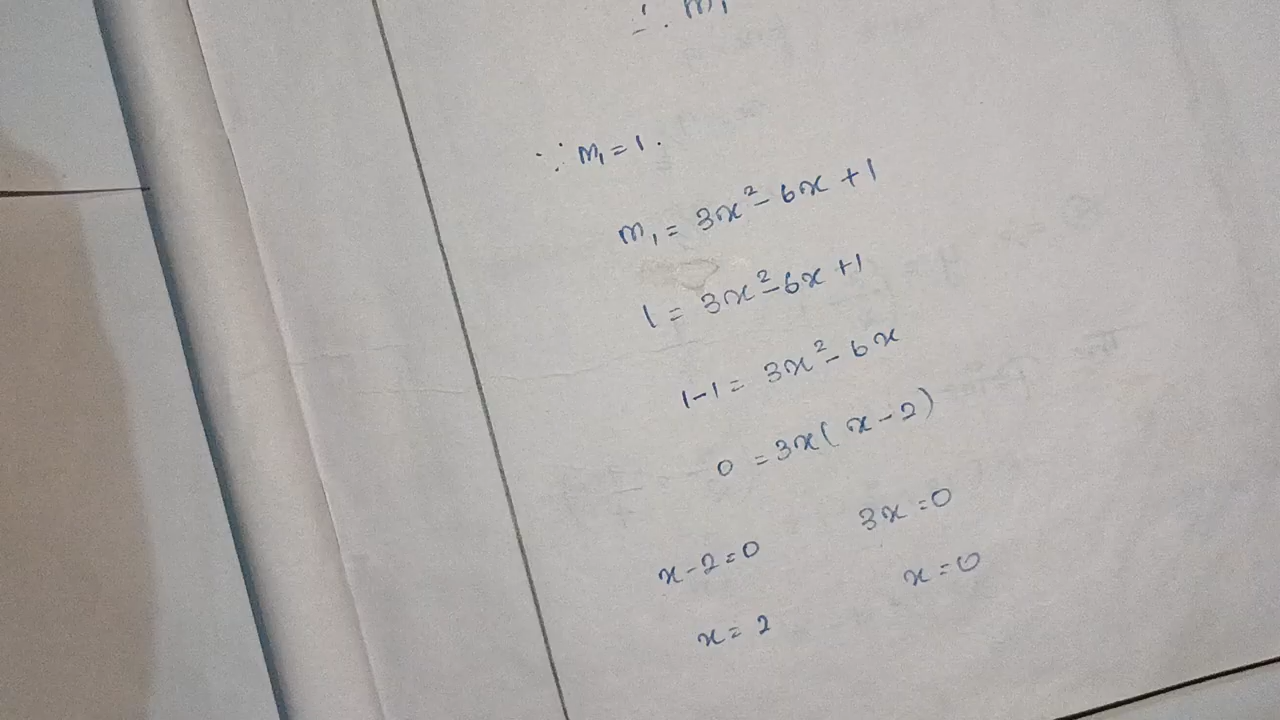 ∴ m₁
∵ m₁ = 1.
m₁ = 3x² - 6x + 1
1 = 3x² - 6x + 1
1 - 1 = 3x² - 6x
0 = 3x( x - 2 )
x - 2 = 0    3x = 0
x = 2    x = 0